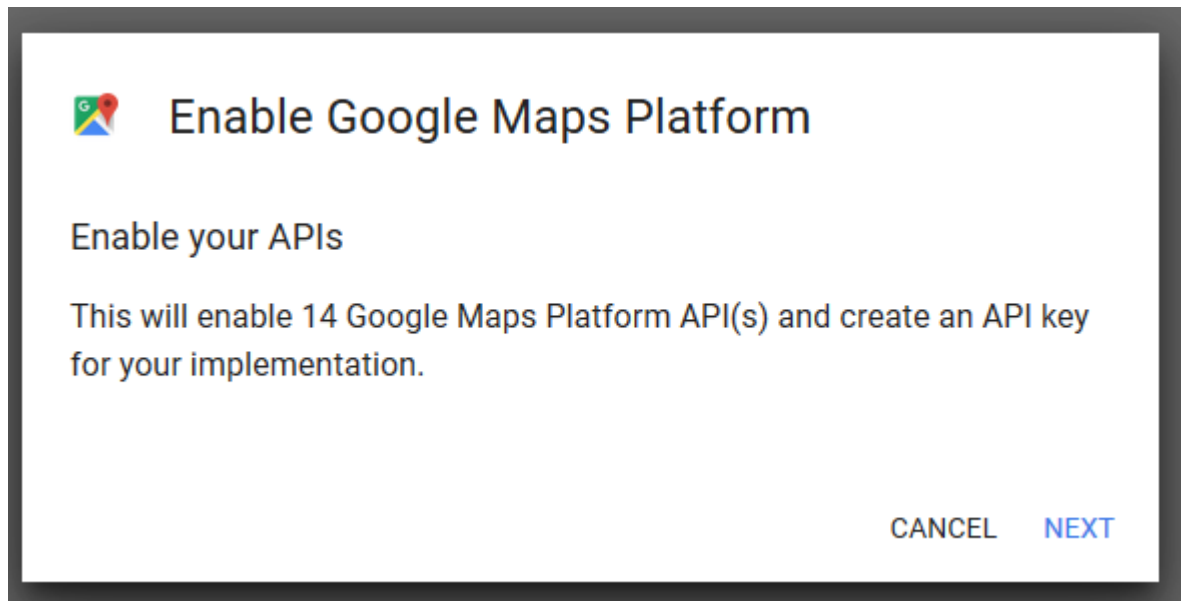 Enable Google Maps Platform
Enable your APIs
This will enable 14 Google Maps Platform API(s) and create an API key
for your implementation.
CANCEL NEXT